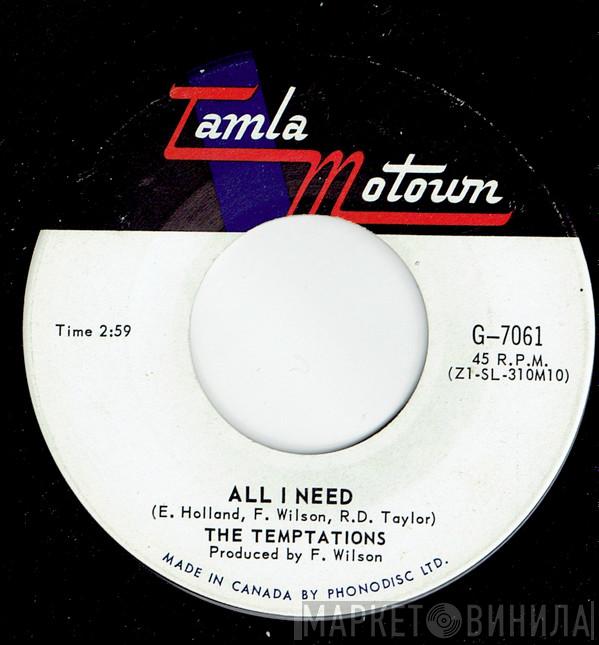 Tamla
Motown
Time 2:59
G-7061
45 R.P.M.
(Z1-SL-310M10)
ALL I NEED
(E. Holland, F. Wilson, R.D. Taylor)
THE TEMPTATIONS
Produced by F. Wilson
MADE IN CANADA BY PHONODISC LTD.
МАРКЕТ ВИНИЛА